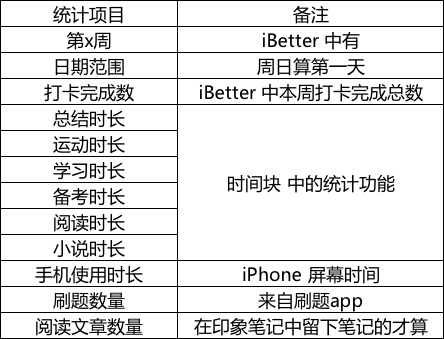 统计项目 备注
第x周 iBetter 中有
日期范围 周日算第一天
打卡完成数 iBetter 中本周打卡完成总数
总结时长
运动时长
学习时长
备考时长 时间块 中的统计功能
阅读时长
小说时长
手机使用时长 iPhone 屏幕时间
刷题数量 来自刷题app
阅读文章数量 在印象笔记中留下笔记的才算